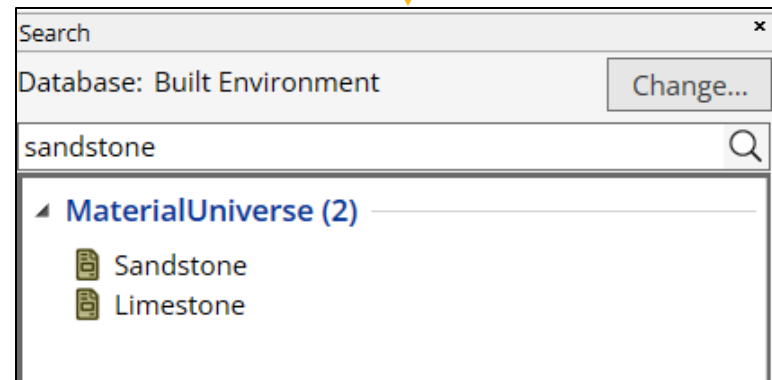 Search
Database: Built Environment
Change...
sandstone
MaterialUniverse (2)
Sandstone
Limestone